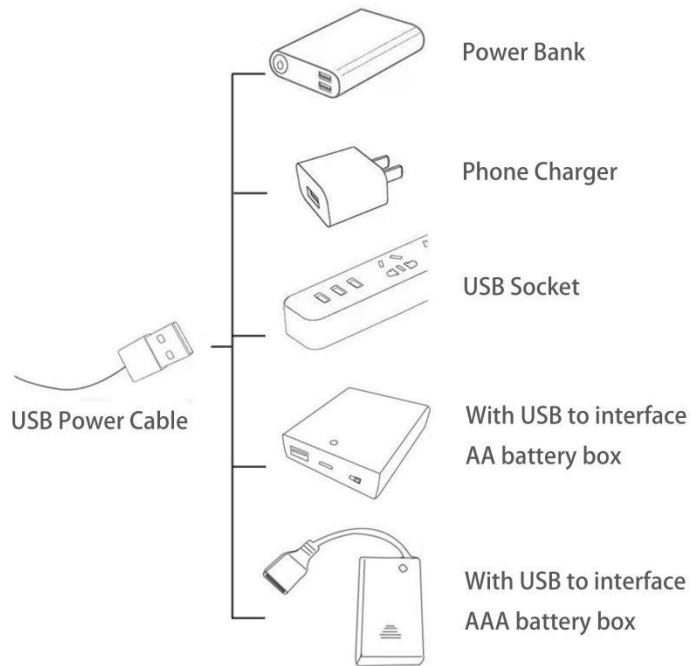 Power Bank
Phone Charger
USB Socket
USB Power Cable
With USB to interface
AA battery box
With USB to interface
AAA battery box